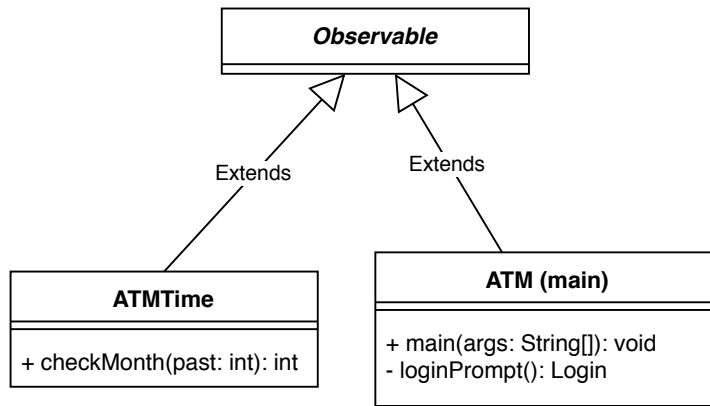 Observable
Extends
Extends
ATMTime
+ checkMonth(past: int): int
ATM (main)
+ main(args: String[]): void
- loginPrompt(): Login